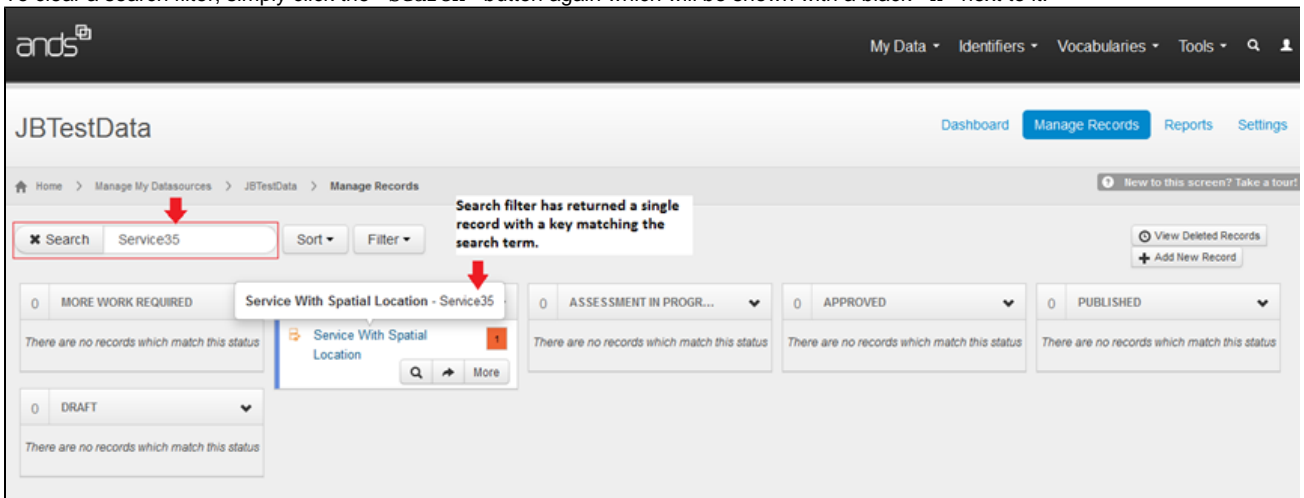 ands
My Data Identifiers Vocabularies Tools
JBTestData
Dashboard Manage Records Reports Settings
Home > Manage My Datasources > JBTestData > Manage Records
? New to this screen? Take a tour!
Search filter has returned a single
record with a key matching the
search term.
✖ Search Service35 Sort Filter
View Deleted Records
+ Add New Record
0 MORE WORK REQUIRED
Service With Spatial Location - Service35
0 ASSESSMENT IN PROGR...
0 APPROVED
0 PUBLISHED
There are no records which match this status
Service With Spatial
Location
1
More
There are no records which match this status
There are no records which match this status
There are no records which match this status
0 DRAFT
There are no records which match this status